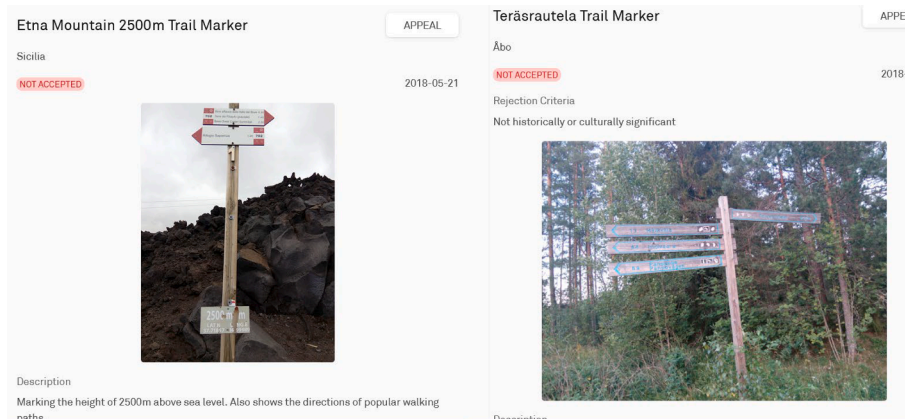 Etna Mountain 2500m Trail Marker
APPEAL
Sicilia
NOT ACCEPTED
2018-05-21
2500 m
Description
Marking the height of 2500m above sea level. Also shows the directions of popular walking
paths
Teräsrautela Trail Marker
APPE
Åbo
NOT ACCEPTED
2018-
Rejection Criteria
Not historically or culturally significant
Description